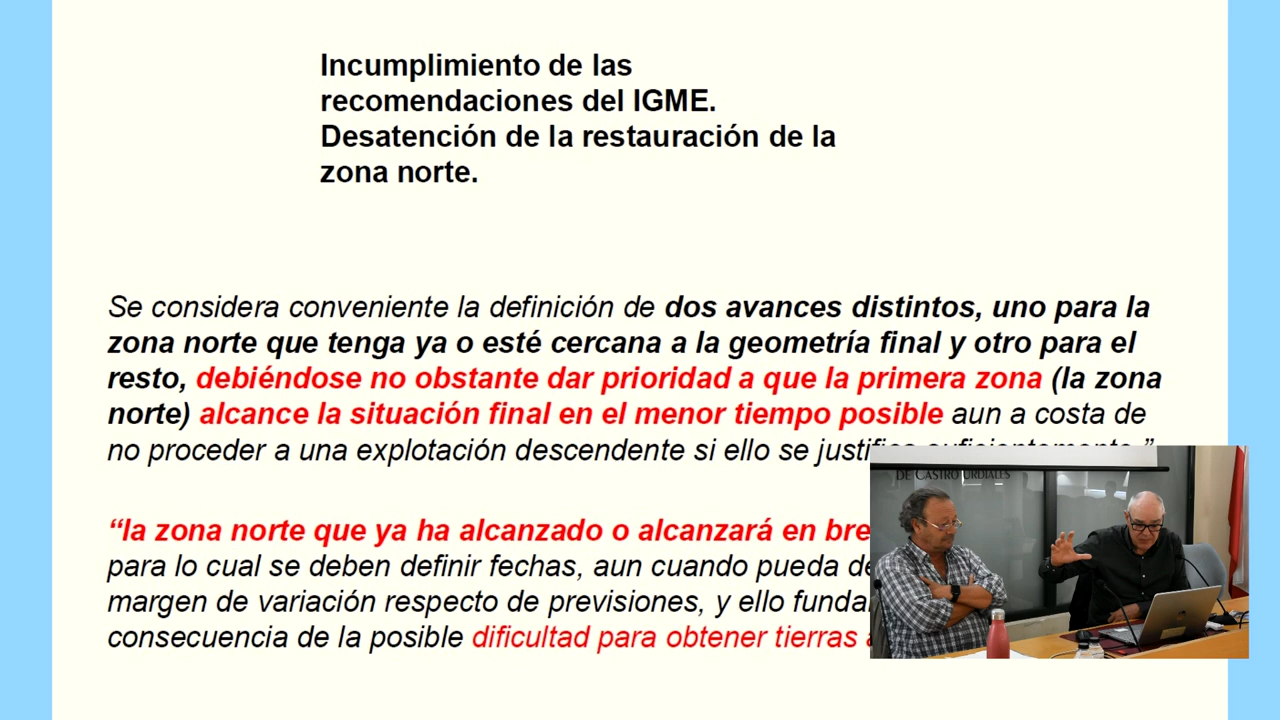 Incumplimiento de las
recomendaciones del IGME.
Desatención de la restauración de la
zona norte.
Se considera conveniente la definición de dos avances distintos, uno para la
zona norte que tenga ya o esté cercana a la geometría final y otro para el
resto, debiéndose no obstante dar prioridad a que la primera zona (la zona
norte) alcance la situación final en el menor tiempo posible aun a costa de
no proceder a una explotación descendente si ello se justifica suficientemente.”
“la zona norte que ya ha alcanzado o alcanzará en bre
para lo cual se deben definir fechas, aun cuando pueda
margen de variación respecto de previsiones, y ello
consecuencia de la posible dificultad para obtener tierras
DE CASTRO URDIALES